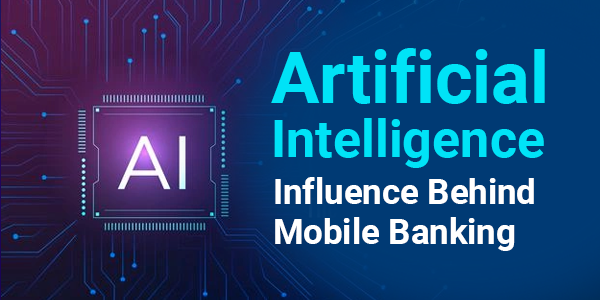 AI
Artificial
Intelligence
Influence Behind
Mobile Banking